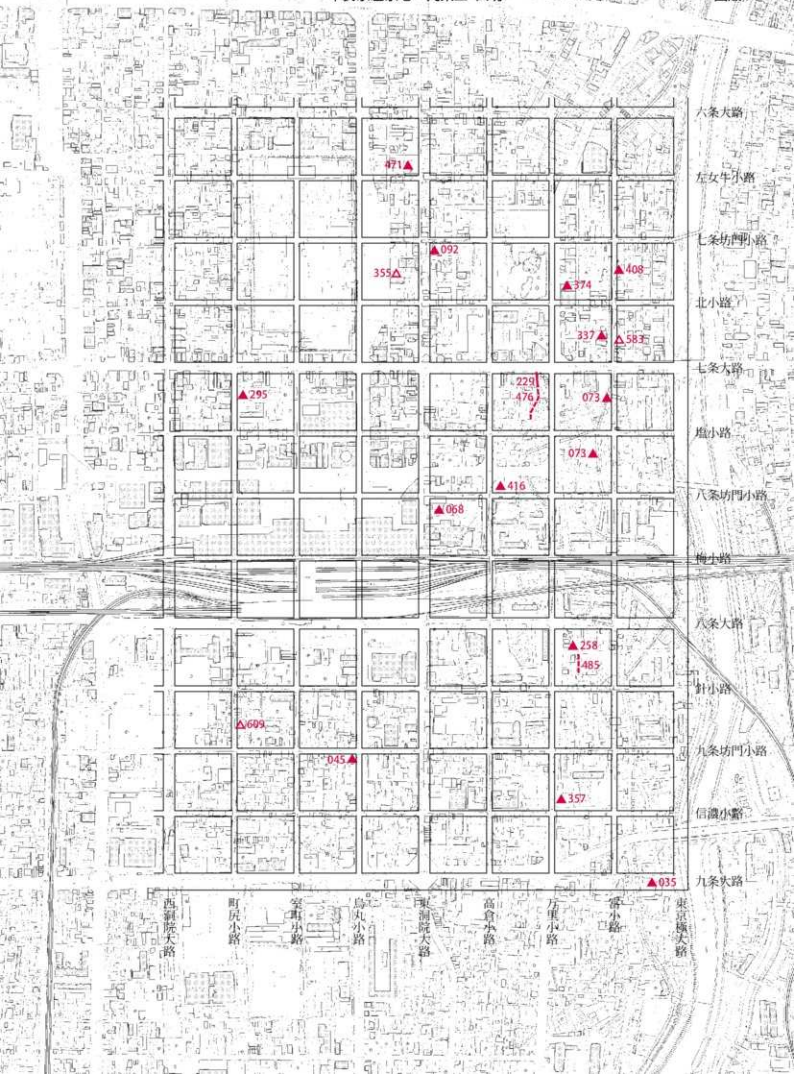 六条大路
471
左女牛小路
七条坊門小路
092
355
408
374
北小路
337
583
七条大路
229
295
476
073
塩小路
073
416
八条坊門小路
068
梅小路
八条大路
258
485
針小路
609
九条坊門小路
045
357
信濃小路
035
九条大路
西洞院大路
町尻小路
室町小路
烏丸小路
東洞院大路
高倉小路
万里小路
富小路
東京極大路